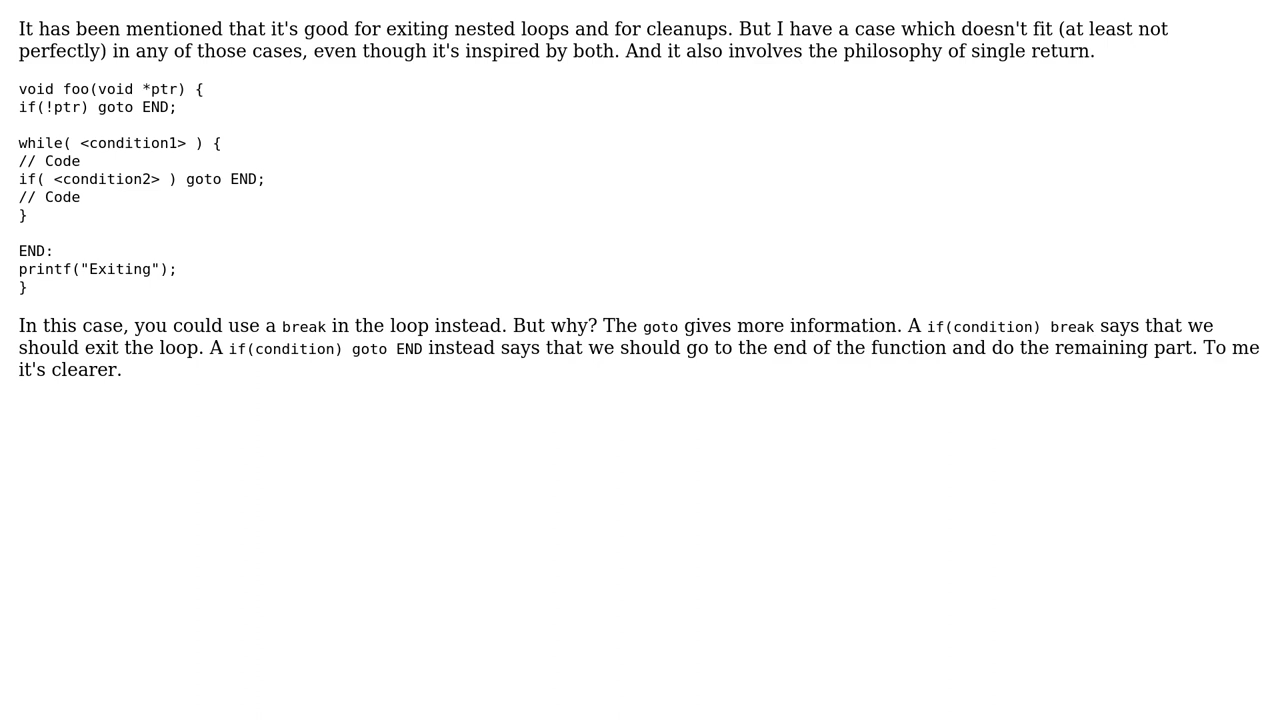 It has been mentioned that it's good for exiting nested loops and for cleanups. But I have a case which doesn't fit (at least not
perfectly) in any of those cases, even though it's inspired by both. And it also involves the philosophy of single return.
void foo(void *ptr) {
if(!ptr) goto END;
while( <condition1> ) {
// Code
if( <condition2> ) goto END;
// Code
}
END:
printf("Exiting");
}
In this case, you could use a break in the loop instead. But why? The goto gives more information. A if(condition) break says that we
should exit the loop. A if(condition) goto END instead says that we should go to the end of the function and do the remaining part. To me
it's clearer.